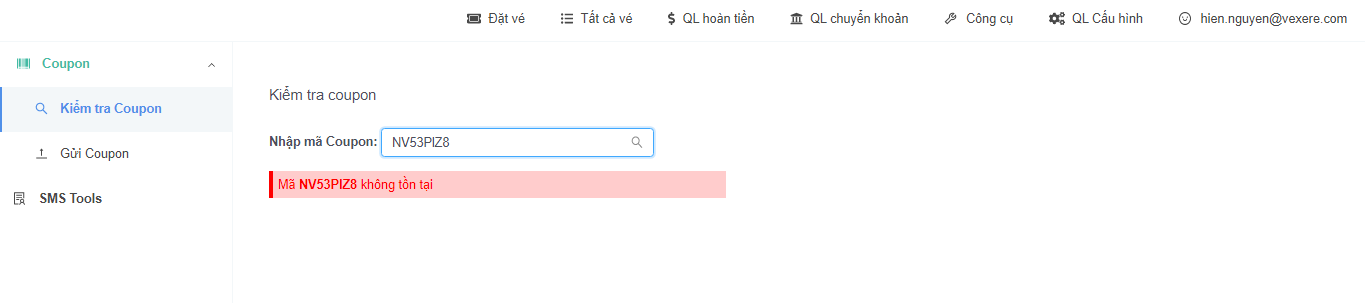 Đặt vé Tất cả vé QL hoàn tiền QL chuyển khoản Công cụ QL Cấu hình hien.nguyen@vexere.com
Coupon
Kiểm tra Coupon
Gửi Coupon
SMS Tools
Kiểm tra coupon
Nhập mã Coupon: NV53PIZ8
Mã NV53PIZ8 không tồn tại